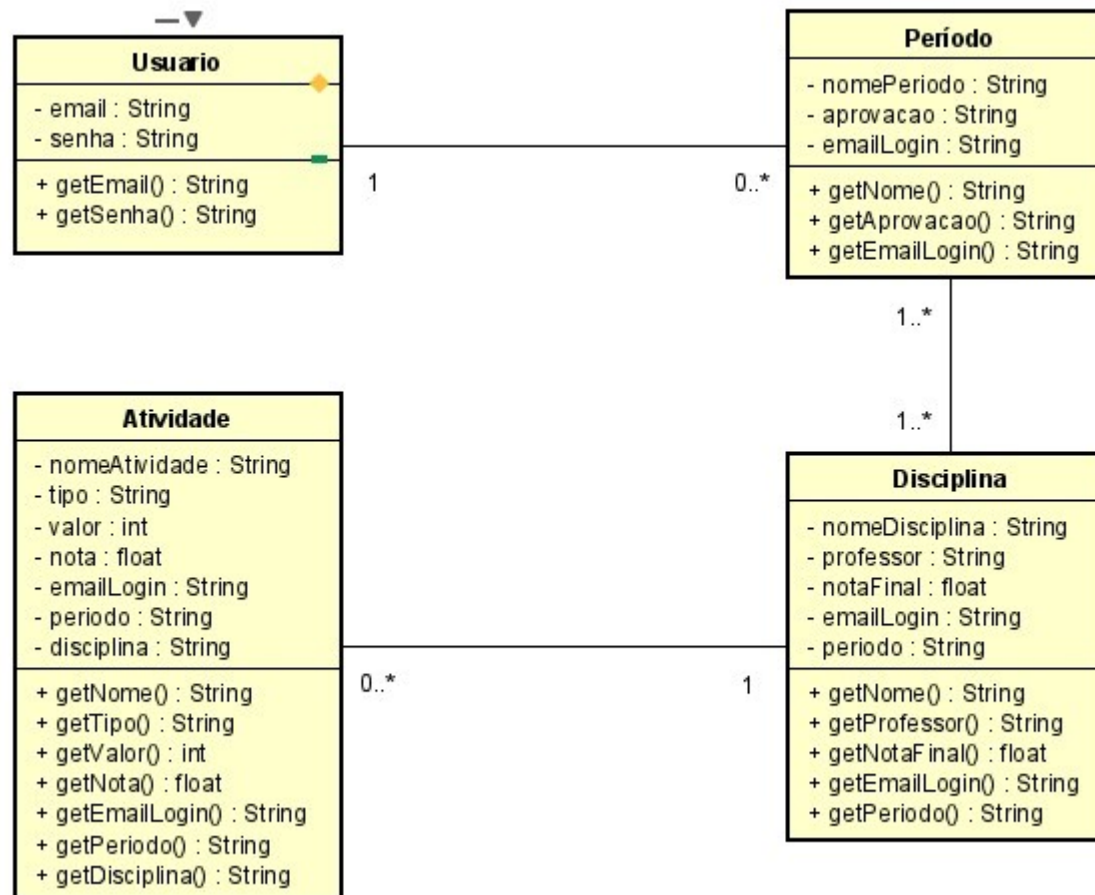 Usuario
- email : String
- senha : String
+ getEmail() : String
+ getSenha() : String
1
0..*
Período
- nomePeriodo : String
- aprovacao : String
- emailLogin : String
+ getNome() : String
+ getAprovacao() : String
+ getEmailLogin() : String
1..*
1..*
Atividade
- nomeAtividade : String
- tipo : String
- valor : int
- nota : float
- emailLogin : String
- periodo : String
- disciplina : String
+ getNome() : String
+ getTipo() : String
+ getValor() : int
+ getNota() : float
+ getEmailLogin() : String
+ getPeriodo() : String
+ getDisciplina() : String
0..*
1
Disciplina
- nomeDisciplina : String
- professor : String
- notaFinal : float
- emailLogin : String
- periodo : String
+ getNome() : String
+ getProfessor() : String
+ getNotaFinal() : float
+ getEmailLogin() : String
+ getPeriodo() : String